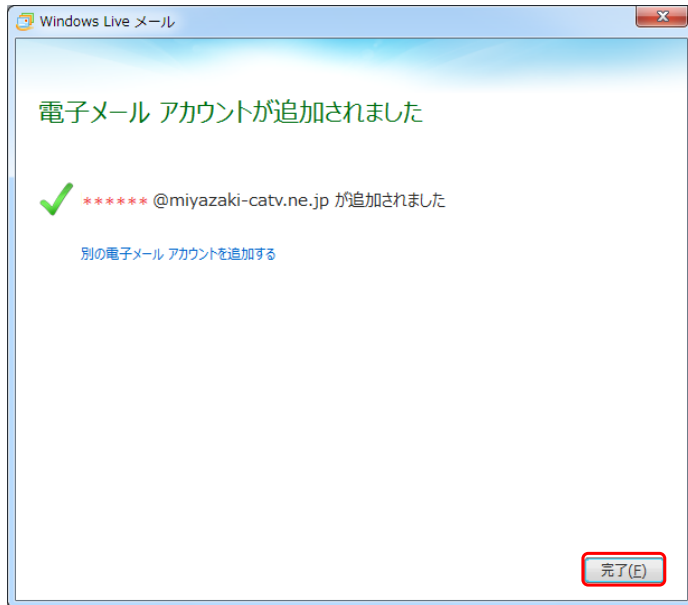 Windows Live メール
電子メール アカウントが追加されました
****** @miyazaki-catv.ne.jp が追加されました
別の電子メール アカウントを追加する
完了(F)